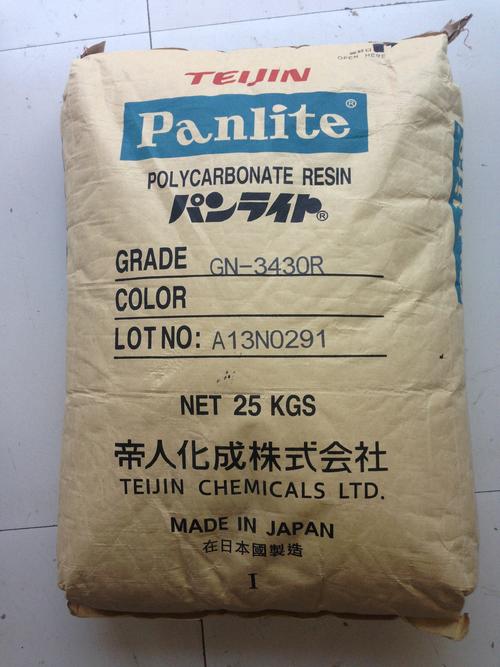 OPEN HERE
TEIJIN
Panlite®
POLYCARBONATE RESIN
パンライト®
GRADE GN-3430R
COLOR
LOT NO: A13N0291
NET 25 KGS
帝人化成株式会社
TEIJIN CHEMICALS LTD.
MADE IN JAPAN
在日本國製造
I